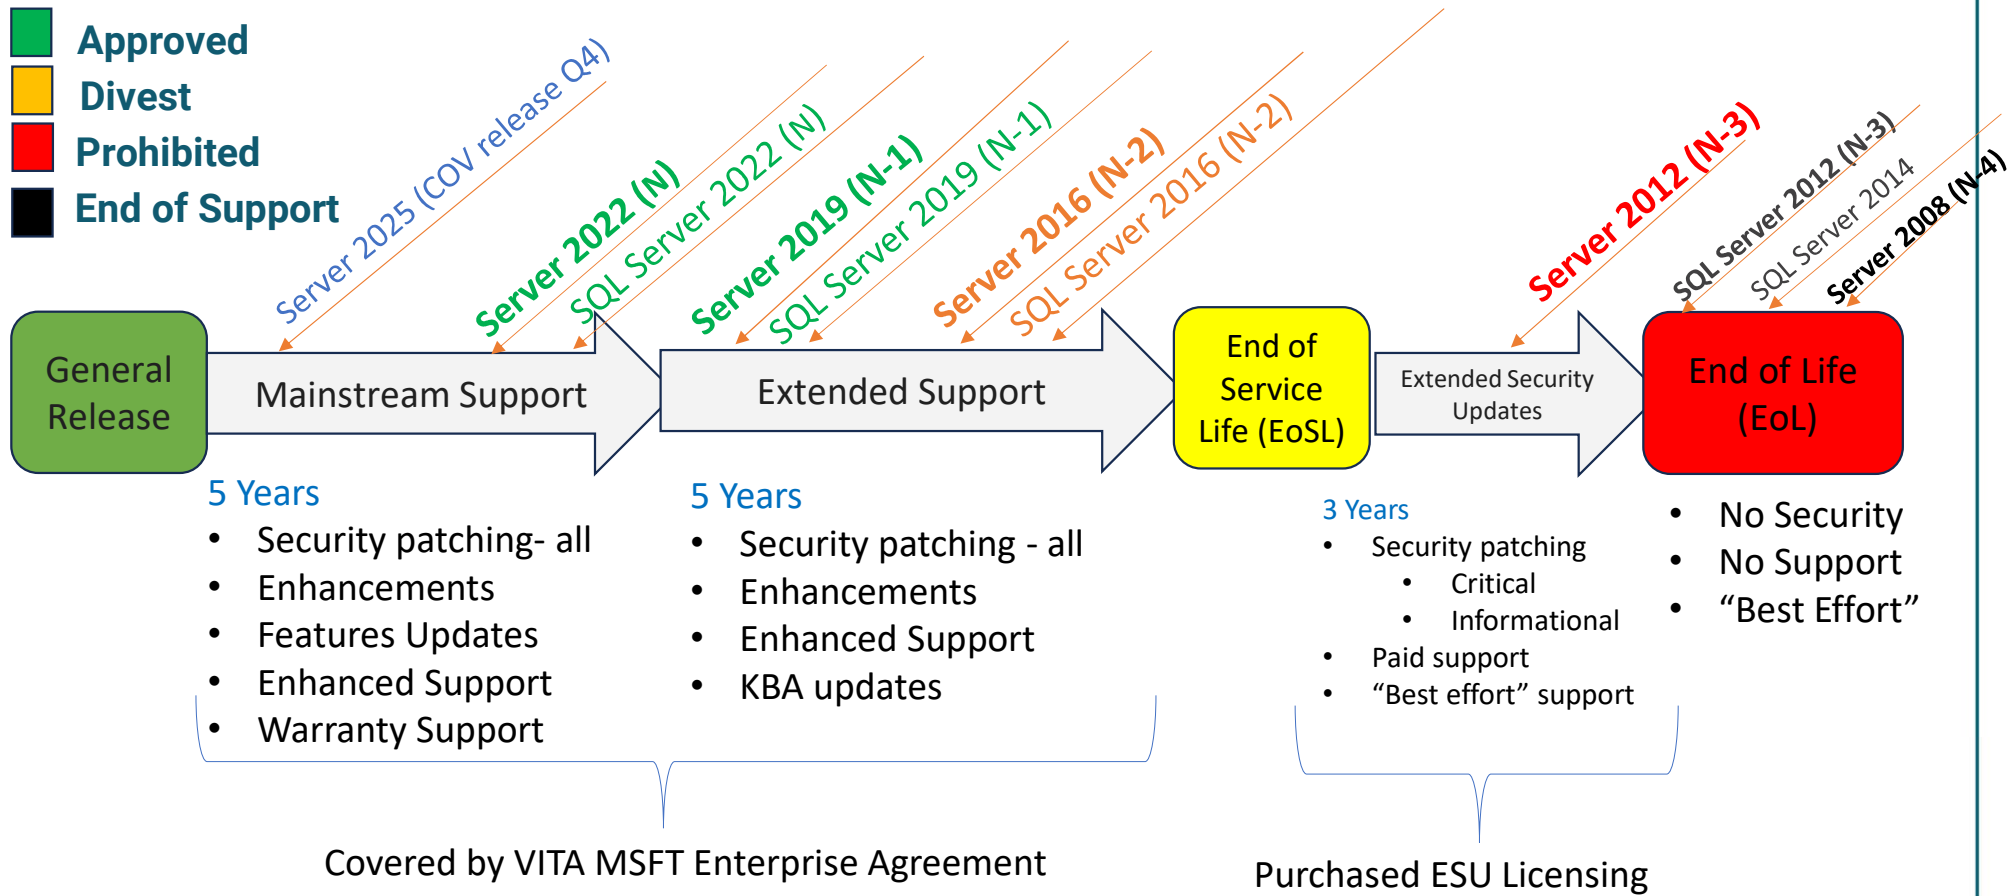 Approved
Divest
Prohibited
End of Support
Server 2025 (COV release Q4)
Server 2022 (N)
SQL Server 2022 (N)
Server 2019 (N-1)
SQL Server 2019 (N-1)
Server 2016 (N-2)
SQL Server 2016 (N-2)
Server 2012 (N-3)
SQL Server 2012 (N-3)
SQL Server 2014
Server 2008 (N-4)
General
Release
Mainstream Support
Extended Support
End of
Service
Life (EoSL)
Extended Security
Updates
End of Life
(EoL)
5 Years
• Security patching- all
• Enhancements
• Features Updates
• Enhanced Support
• Warranty Support
5 Years
• Security patching - all
• Enhancements
• Enhanced Support
• KBA updates
3 Years
• Security patching
• Critical
• Informational
• Paid support
• “Best effort” support
• No Security
• No Support
• “Best Effort”
Covered by VITA MSFT Enterprise Agreement
Purchased ESU Licensing